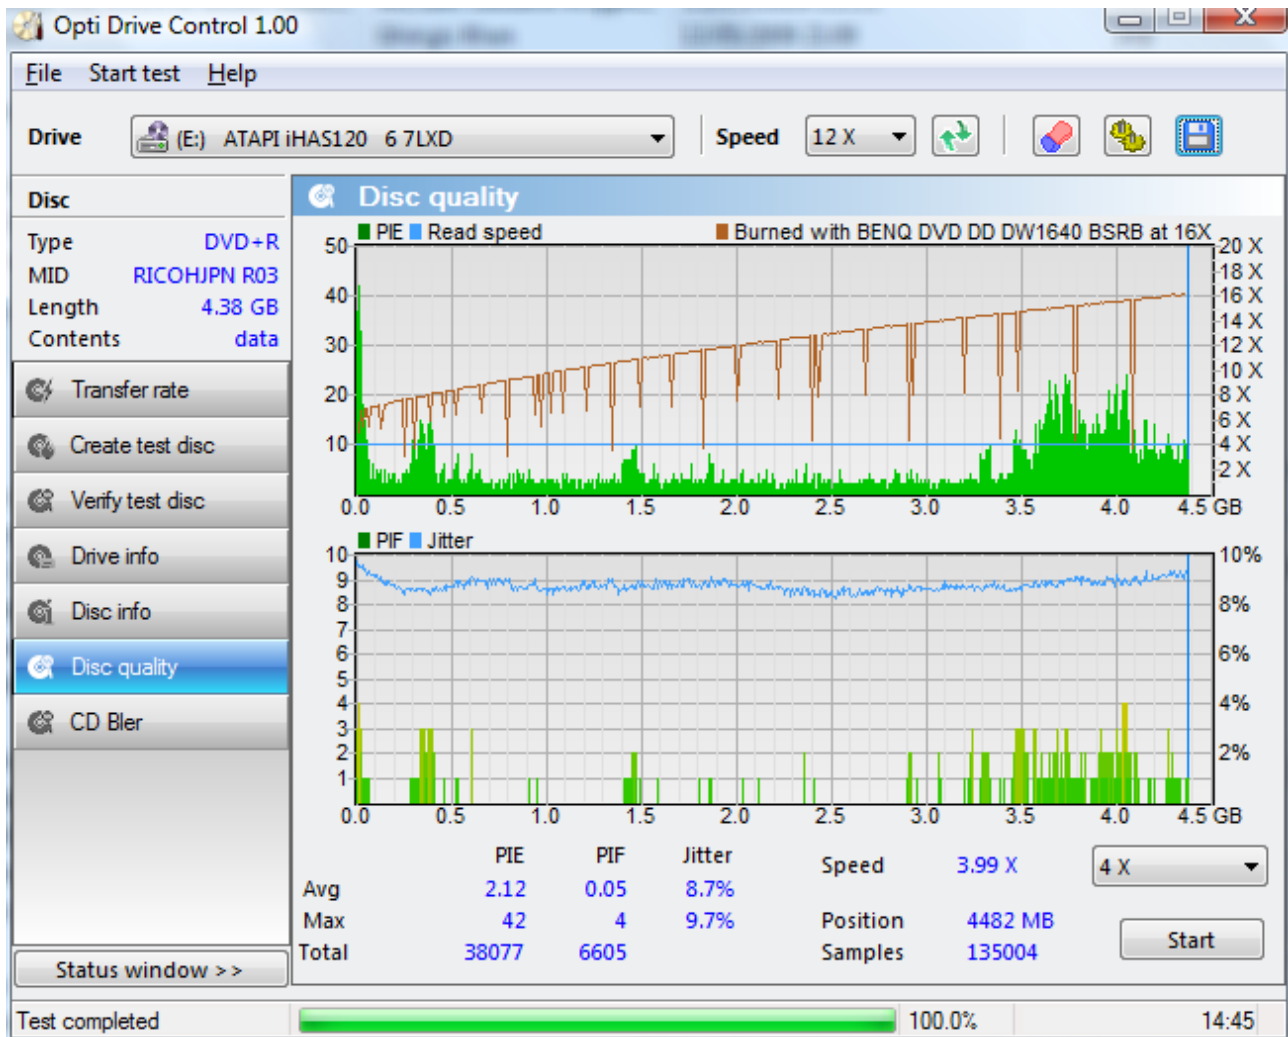 Opti Drive Control 1.00
File Start test Help
Drive (E:) ATAPI iHAS120 6 7LXD Speed 12 X
Disc
Type DVD+R
MID RICOHJPN R03
Length 4.38 GB
Contents data
Transfer rate
Create test disc
Verify test disc
Drive info
Disc info
Disc quality
CD Bler
Status window >>
Disc quality
PIE Read speed Burned with BENQ DVD DD DW1640 BSRB at 16X
50 20 X
18 X
40 16 X
14 X
30 12 X
10 X
20 8 X
6 X
10 4 X
2 X
0.0 0.5 1.0 1.5 2.0 2.5 3.0 3.5 4.0 4.5 GB
PIF Jitter
10 10%
9
8 8%
7
6 6%
5
4 4%
3
2 2%
1
0.0 0.5 1.0 1.5 2.0 2.5 3.0 3.5 4.0 4.5 GB
PIE PIF Jitter
Avg 2.12 0.05 8.7%
Max 42 4 9.7%
Total 38077 6605
Speed 3.99 X 4 X
Position 4482 MB
Samples 135004
Start
Test completed 100.0% 14:45